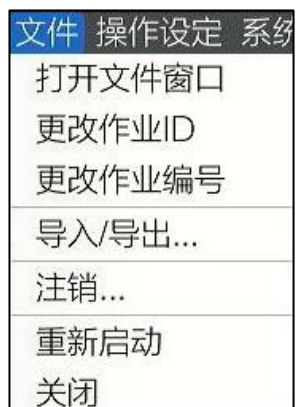 文件 操作设定 系统
打开文件窗口
更改作业ID
更改作业编号
导入/导出...
注销...
重新启动
关闭